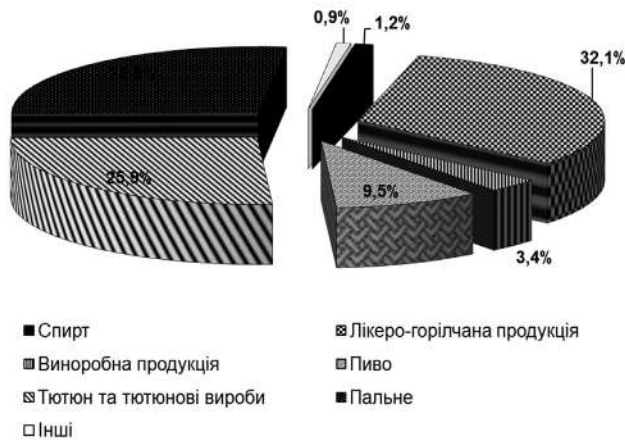 0,9%
1,2%
32,1%
25,9%
9,5%
3,4%
Спирт
Лікеро-горілчана продукція
Виноробна продукція
Пиво
Тютюн та тютюнові вироби
Пальне
Інші